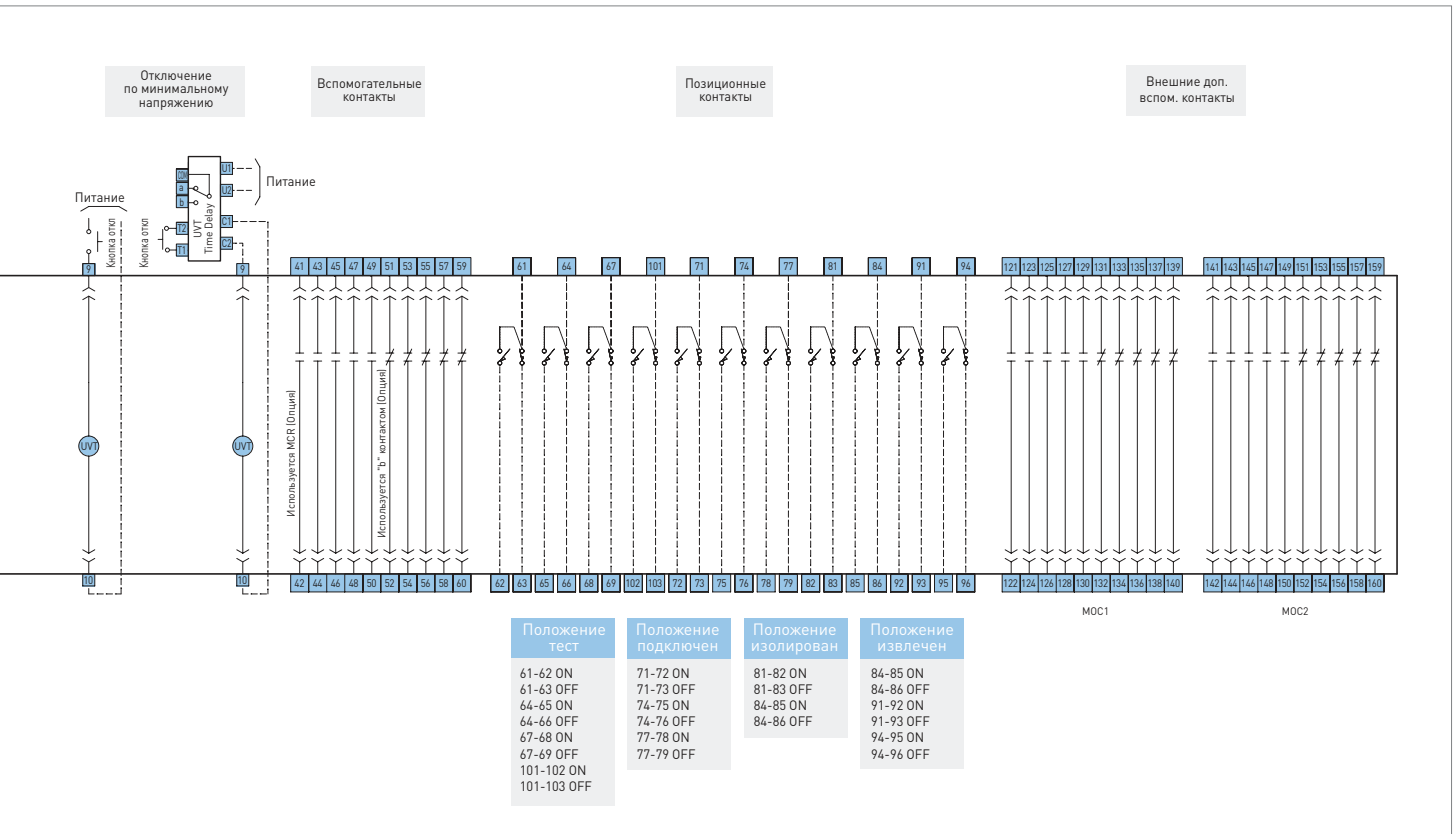 Отключение
по минимальному
напряжению
Вспомогательные
контакты
Позиционные
контакты
Внешние доп.
вспом. контакты
Питание
Кнопка откл
Кнопка откл
COM
a
b
T2
T1
UVT
Time Delay
U1
U2
C1
C2
Питание
9
9
41 43 45 47 49 51 53 55 57 59
61 64 67 101 71 74 77 81 84 91 94
121 123 125 127 129 131 133 135 137 139
141 143 145 147 149 151 153 155 157 159
UVT
UVT
Используется MCR (Опция)
Используется "b" контактом (Опция)
10
10
42 44 46 48 50 52 54 56 58 60
62 63 65 66 68 69 102 103 72 73 75 76 78 79 82 83 85 86 92 93 95 96
122 124 126 128 130 132 134 136 138 140
142 144 146 148 150 152 154 156 158 160
MOC1
MOC2
Положение
тест
61-62 ON
61-63 OFF
64-65 ON
64-66 OFF
67-68 ON
67-69 OFF
101-102 ON
101-103 OFF
Положение
подключен
71-72 ON
71-73 OFF
74-75 ON
74-76 OFF
77-78 ON
77-79 OFF
Положение
изолирован
81-82 ON
81-83 OFF
84-85 ON
84-86 OFF
Положение
извлечен
84-85 ON
84-86 OFF
91-92 ON
91-93 OFF
94-95 ON
94-96 OFF